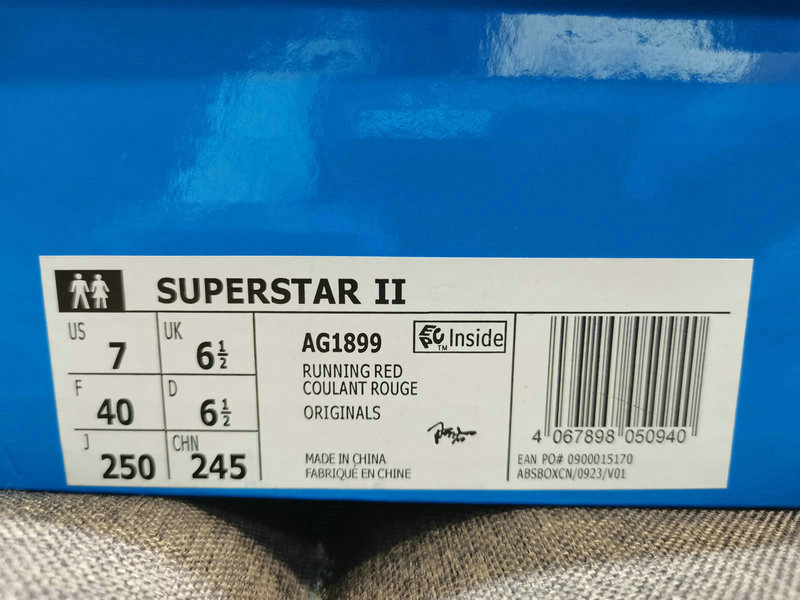 SUPERSTAR II
US 7 UK 6½
F 40 D 6½
J 250 CHN 245
AG1899
Inside
TM
RUNNING RED
COULANT ROUGE
ORIGINALS
MADE IN CHINA
FABRIQUÉ EN CHINE
4 067898 050940
EAN PO# 0900015170
ABSBOXCN/0923/V01